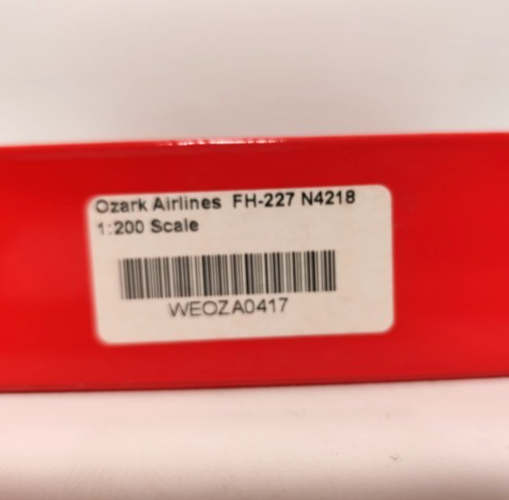 Ozark Airlines  FH-227 N4218
1:200 Scale
WEOZA0417